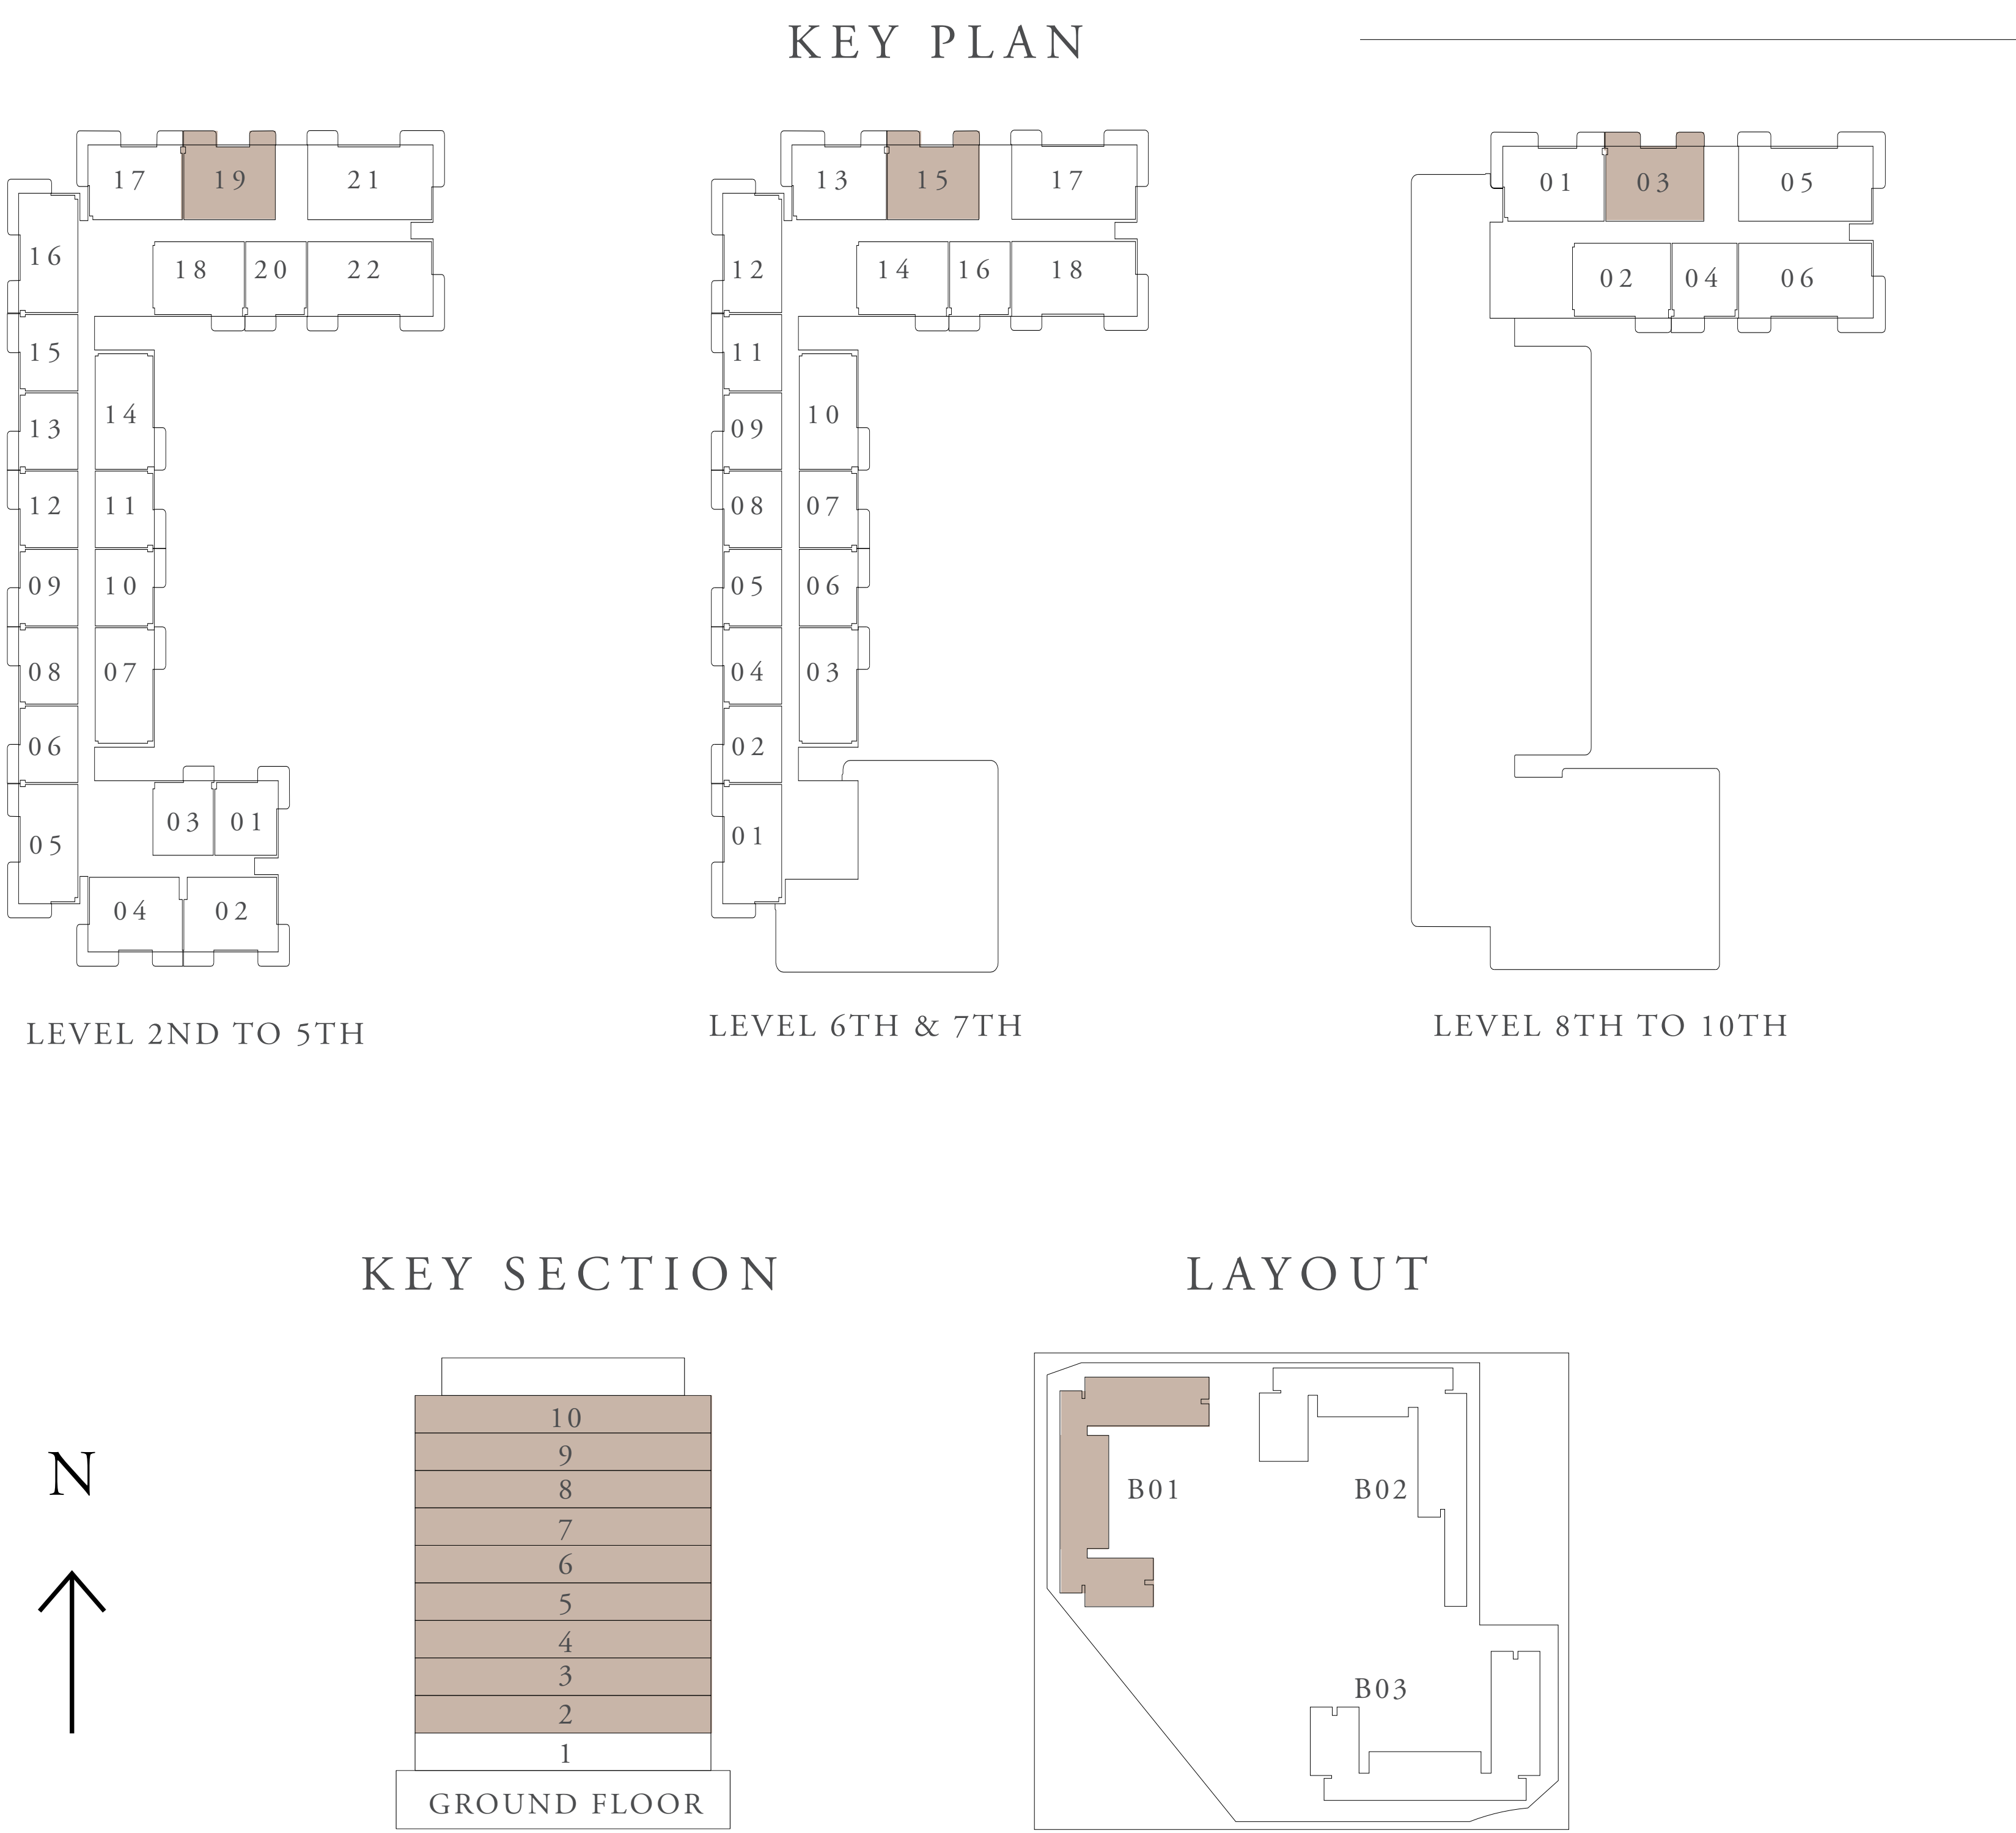 KEY PLAN
17 19 21
16
18 20 22
15
14
13
12 11
09 10
08 07
06
03 01
05
04 02
LEVEL 2ND TO 5TH
13 15 17
12
14 16 18
11
10
09
08 07
05 06
04 03
02
01
LEVEL 6TH & 7TH
01 03 05
02 04 06
LEVEL 8TH TO 10TH
KEY SECTION
10
9
8
7
6
5
4
3
2
1
GROUND FLOOR
N
LAYOUT
B01 B02
B03